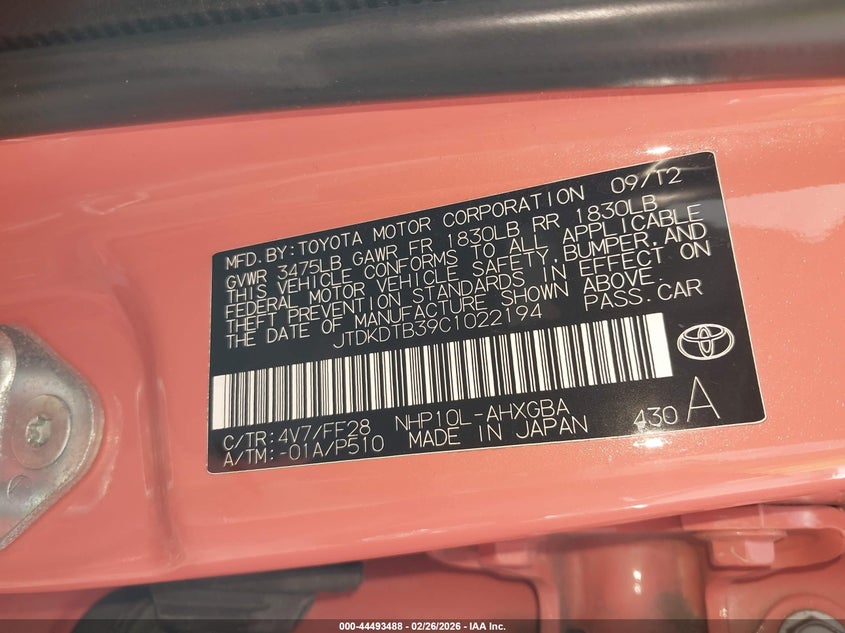 MFD.BY:TOYOTA MOTOR CORPORATION 09/12
GVWR 3475LB GAWR FR 1830LB RR 1830LB
THIS VEHICLE CONFORMS TO ALL APPLICABLE
FEDERAL MOTOR VEHICLE SAFETY,BUMPER,AND
THEFT PREVENTION STANDARDS IN EFFECT ON
THE DATE OF MANUFACTURE SHOWN ABOVE.
JTDKDTB39C1022194 PASS.CAR
C/TR:4V7/FF28 NHP10L-AHXGBA
A/TM:-01A/P510 MADE IN JAPAN 430 A
000-44493488 - 02/26/2026 - IAA Inc.